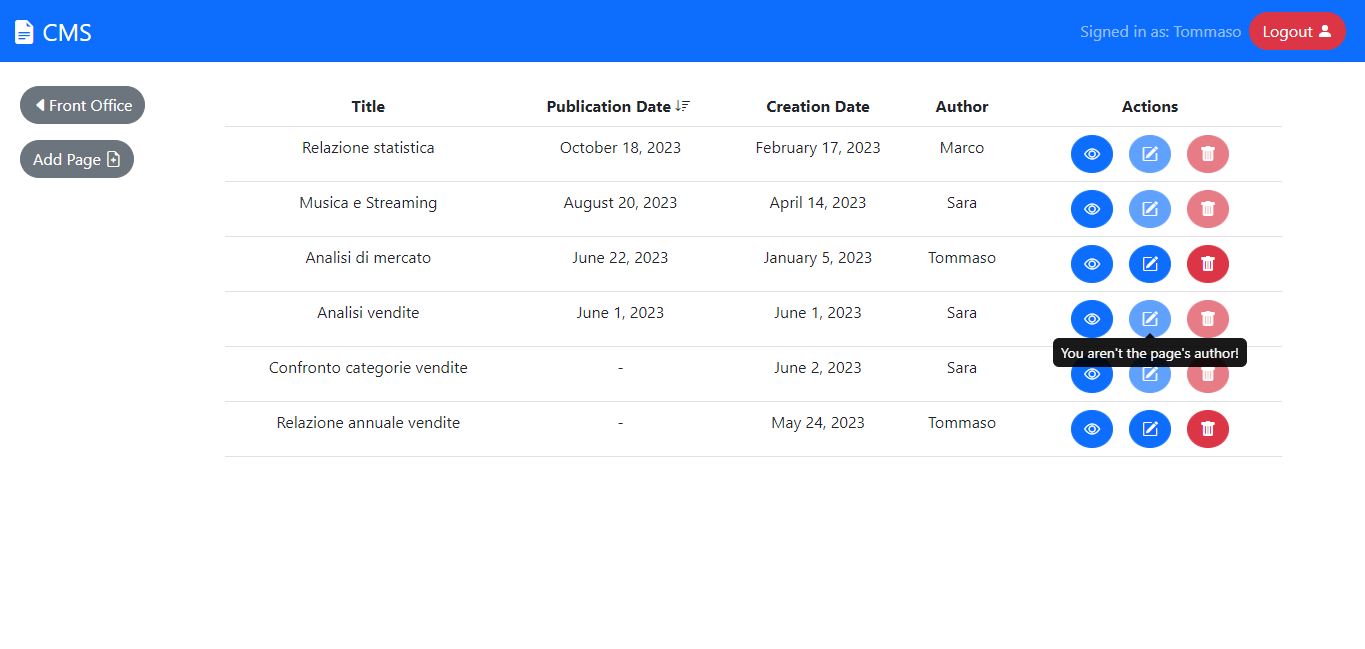 CMS
Signed in as: Tommaso Logout
Front Office
Add Page
Title Publication Date Creation Date Author Actions
Relazione statistica October 18, 2023 February 17, 2023 Marco
Musica e Streaming August 20, 2023 April 14, 2023 Sara
Analisi di mercato June 22, 2023 January 5, 2023 Tommaso
Analisi vendite June 1, 2023 June 1, 2023 Sara
You aren't the page's author!
Confronto categorie vendite - June 2, 2023 Sara
Relazione annuale vendite - May 24, 2023 Tommaso